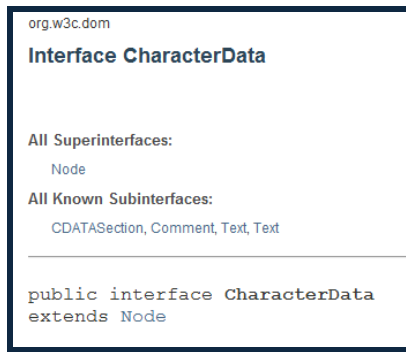 org.w3c.dom
Interface CharacterData
All Superinterfaces:
Node
All Known Subinterfaces:
CDATASection, Comment, Text, Text
public interface CharacterData
extends Node